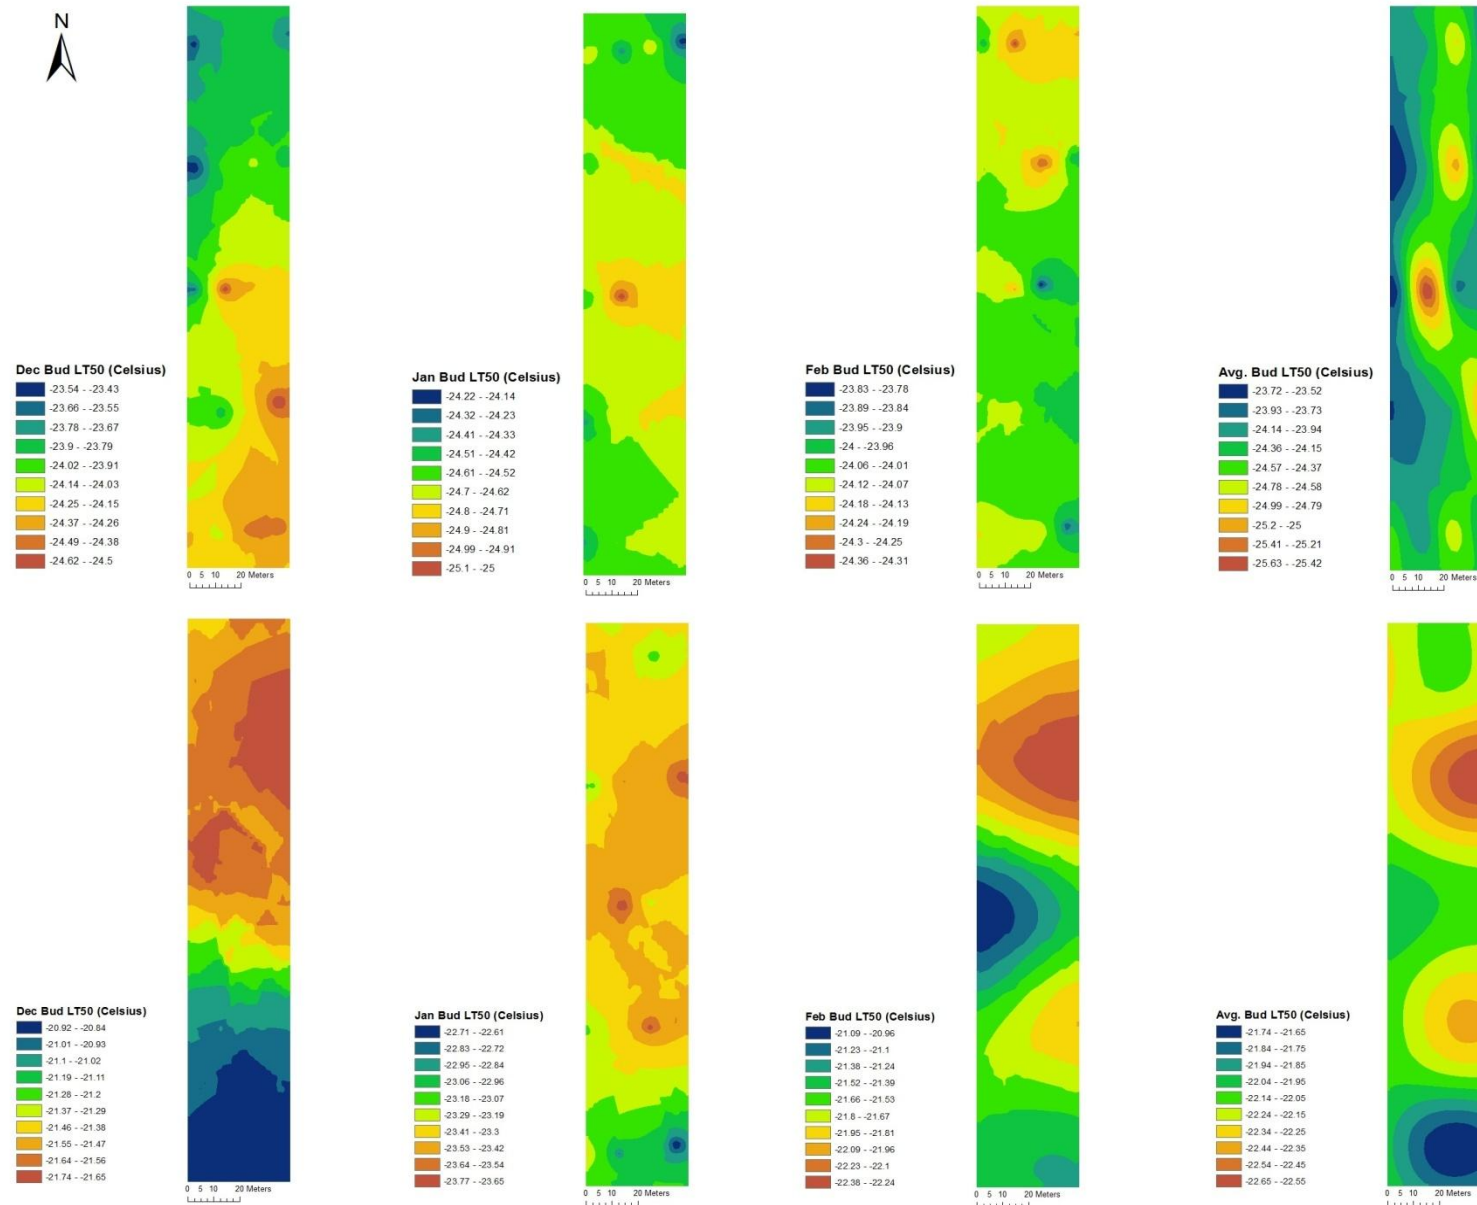 N
Dec Bud LT50 (Celsius)
-23.54 - -23.43
-23.66 - -23.55
-23.78 - -23.67
-23.9 - -23.79
-24.02 - -23.91
-24.14 - -24.03
-24.25 - -24.15
-24.37 - -24.26
-24.49 - -24.38
-24.62 - -24.5
0 5 10 20 Meters
Jan Bud LT50 (Celsius)
-24.22 - -24.14
-24.32 - -24.23
-24.41 - -24.33
-24.51 - -24.42
-24.61 - -24.52
-24.7 - -24.62
-24.8 - -24.71
-24.9 - -24.81
-24.99 - -24.91
-25.1 - -25
0 5 10 20 Meters
Feb Bud LT50 (Celsius)
-23.83 - -23.78
-23.89 - -23.84
-23.95 - -23.9
-24 - -23.96
-24.06 - -24.01
-24.12 - -24.07
-24.18 - -24.13
-24.24 - -24.19
-24.3 - -24.25
-24.36 - -24.31
0 5 10 20 Meters
Avg. Bud LT50 (Celsius)
-23.72 - -23.52
-23.93 - -23.73
-24.14 - -23.94
-24.36 - -24.15
-24.57 - -24.37
-24.78 - -24.58
-24.99 - -24.79
-25.2 - -25
-25.41 - -25.21
-25.63 - -25.42
0 5 10 20 Meters
Dec Bud LT50 (Celsius)
-20.92 - -20.84
-21.01 - -20.93
-21.1 - -21.02
-21.19 - -21.11
-21.28 - -21.2
-21.37 - -21.29
-21.46 - -21.38
-21.55 - -21.47
-21.64 - -21.56
-21.74 - -21.65
0 5 10 20 Meters
Jan Bud LT50 (Celsius)
-22.71 - -22.61
-22.83 - -22.72
-22.95 - -22.84
-23.06 - -22.96
-23.18 - -23.07
-23.29 - -23.19
-23.41 - -23.3
-23.53 - -23.42
-23.64 - -23.54
-23.77 - -23.65
0 5 10 20 Meters
Feb Bud LT50 (Celsius)
-21.09 - -20.96
-21.23 - -21.1
-21.38 - -21.24
-21.52 - -21.39
-21.66 - -21.53
-21.8 - -21.67
-21.95 - -21.81
-22.09 - -21.96
-22.23 - -22.1
-22.38 - -22.24
0 5 10 20 Meters
Avg. Bud LT50 (Celsius)
-21.74 - -21.65
-21.84 - -21.75
-21.94 - -21.85
-22.04 - -21.95
-22.14 - -22.05
-22.24 - -22.15
-22.34 - -22.25
-22.44 - -22.35
-22.54 - -22.45
-22.65 - -22.55
0 5 10 20 Meters